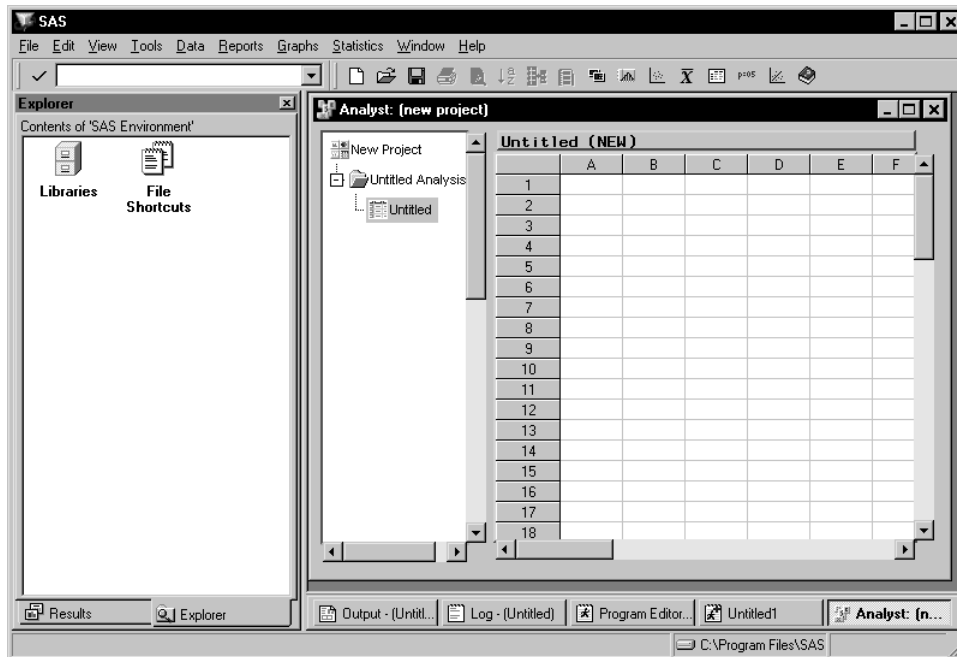 SAS
File Edit View Tools Data Reports Graphs Statistics Window Help
Explorer
Contents of 'SAS Environment'
Libraries
File
Shortcuts
Analyst: (new project)
New Project
Untitled Analysis
Untitled
Untitled (NEW)
A B C D E F
1
2
3
4
5
6
7
8
9
10
11
12
13
14
15
16
17
18
Results Explorer
Output - (Untitl... Log - (Untitled) Program Editor... Untitled1 Analyst: (n...
C:\Program Files\SAS